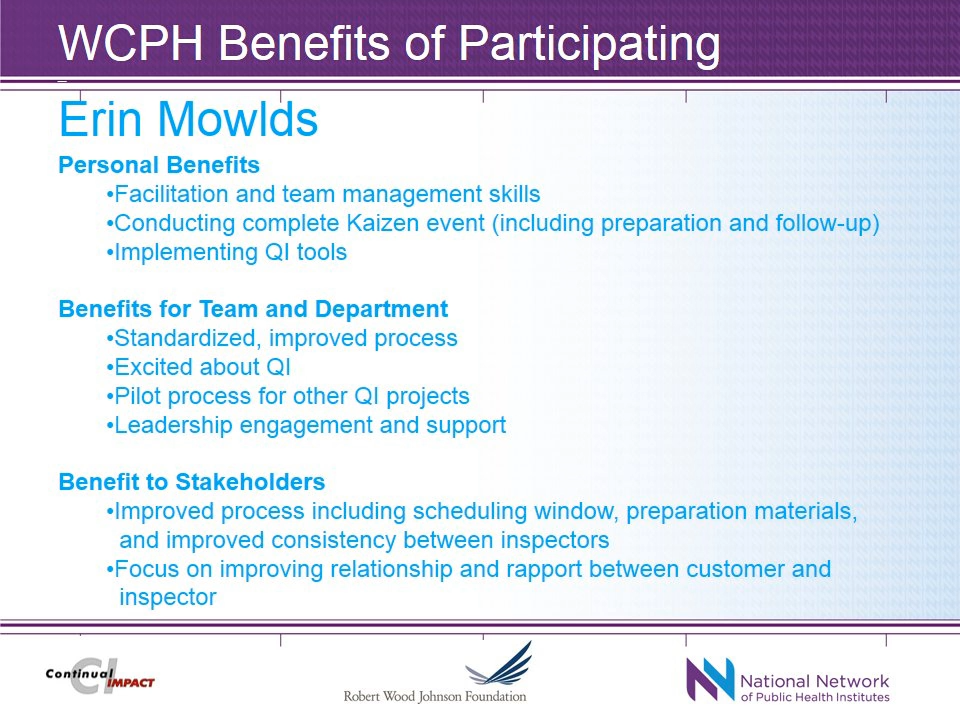 WCPH Benefits of Participating
Erin Mowlds
Personal Benefits
•Facilitation and team management skills
•Conducting complete Kaizen event (including preparation and follow-up)
•Implementing QI tools
Benefits for Team and Department
•Standardized, improved process
•Excited about QI
•Pilot process for other QI projects
•Leadership engagement and support
Benefit to Stakeholders
•Improved process including scheduling window, preparation materials,
and improved consistency between inspectors
•Focus on improving relationship and rapport between customer and
inspector
CI
Continual
IMPACT
Robert Wood Johnson Foundation
National Network
of Public Health Institutes